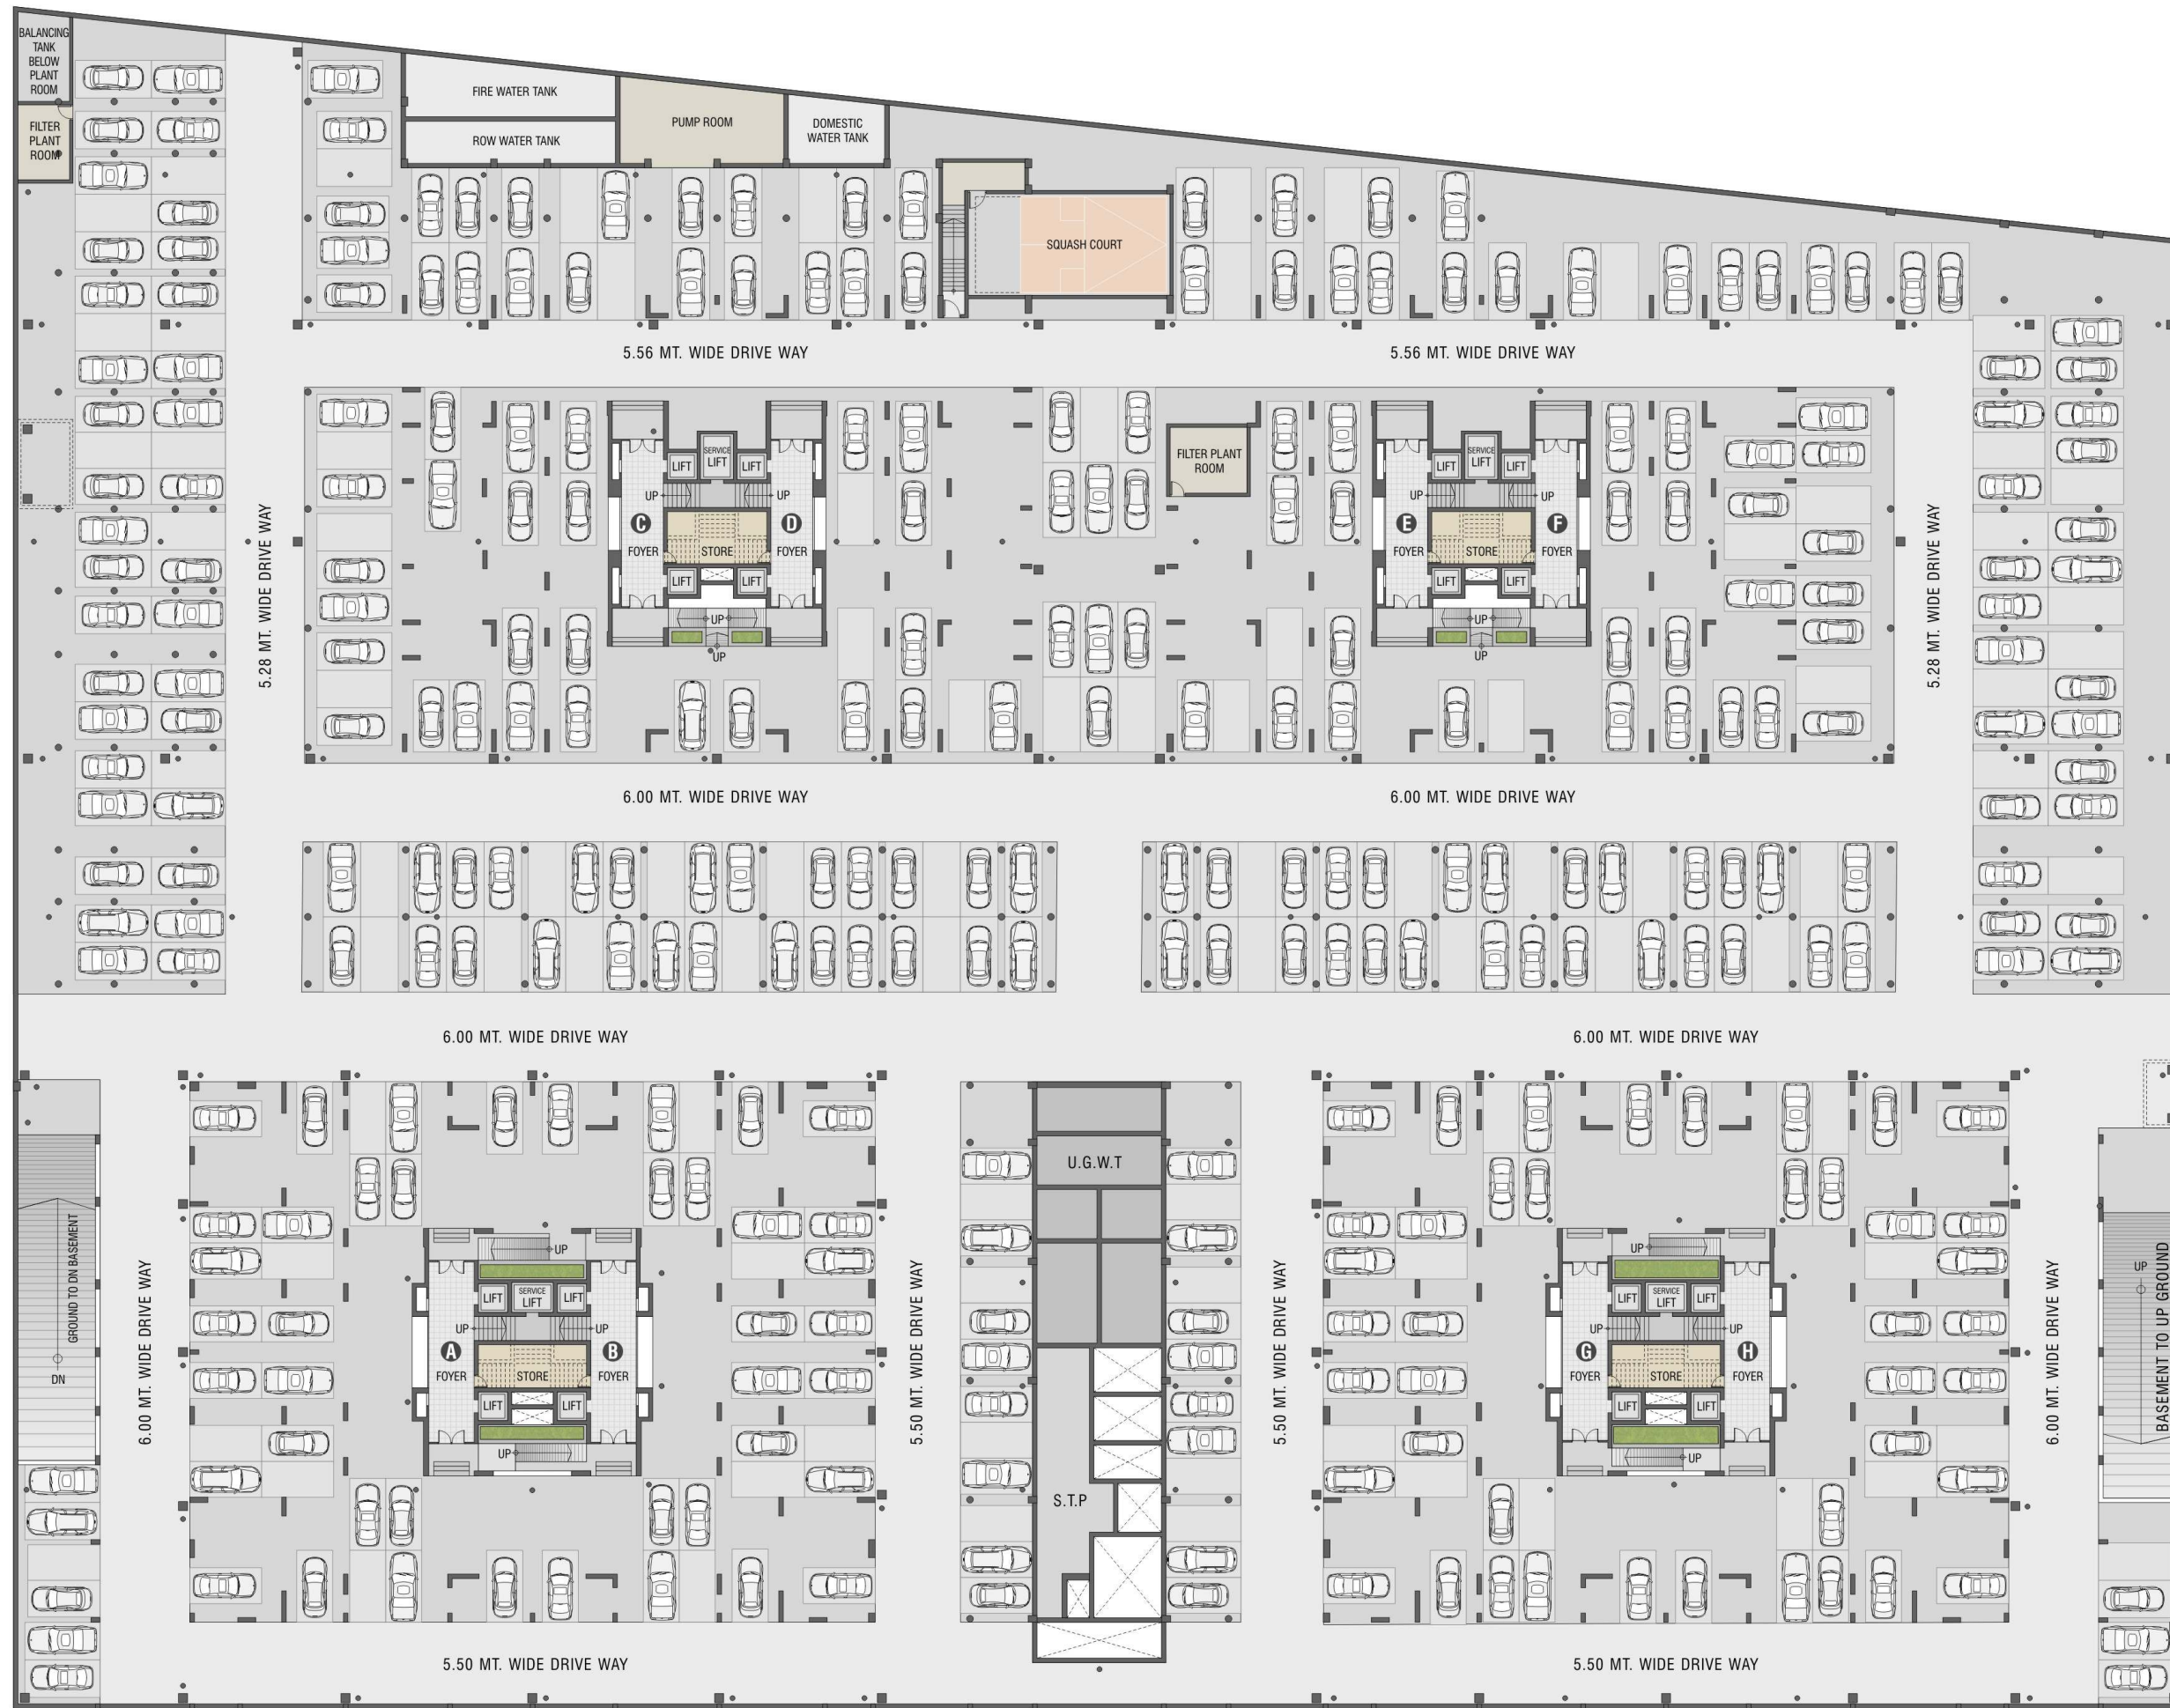 BALANCING
TANK
BELOW
PLANT
ROOM
FILTER
PLANT
ROOM
FIRE WATER TANK
ROW WATER TANK
PUMP ROOM
DOMESTIC
WATER TANK
SQUASH COURT
5.56 MT. WIDE DRIVE WAY
5.56 MT. WIDE DRIVE WAY
5.28 MT. WIDE DRIVE WAY
SERVICE
LIFT
LIFT
LIFT
UP
UP
C
D
FOYER
STORE
FOYER
LIFT
LIFT
UP
UP
FILTER PLANT
ROOM
SERVICE
LIFT
LIFT
LIFT
UP
UP
E
F
FOYER
STORE
FOYER
LIFT
LIFT
UP
UP
5.28 MT. WIDE DRIVE WAY
6.00 MT. WIDE DRIVE WAY
6.00 MT. WIDE DRIVE WAY
6.00 MT. WIDE DRIVE WAY
6.00 MT. WIDE DRIVE WAY
GROUND TO DN BASEMENT
DN
6.00 MT. WIDE DRIVE WAY
UP
LIFT
SERVICE
LIFT
LIFT
UP
UP
A
B
FOYER
STORE
FOYER
LIFT
LIFT
UP
5.50 MT. WIDE DRIVE WAY
U.G.W.T
S.T.P
5.50 MT. WIDE DRIVE WAY
UP
LIFT
SERVICE
LIFT
LIFT
UP
UP
G
H
FOYER
STORE
FOYER
LIFT
LIFT
UP
6.00 MT. WIDE DRIVE WAY
UP
BASEMENT TO UP GROUND
5.50 MT. WIDE DRIVE WAY
5.50 MT. WIDE DRIVE WAY